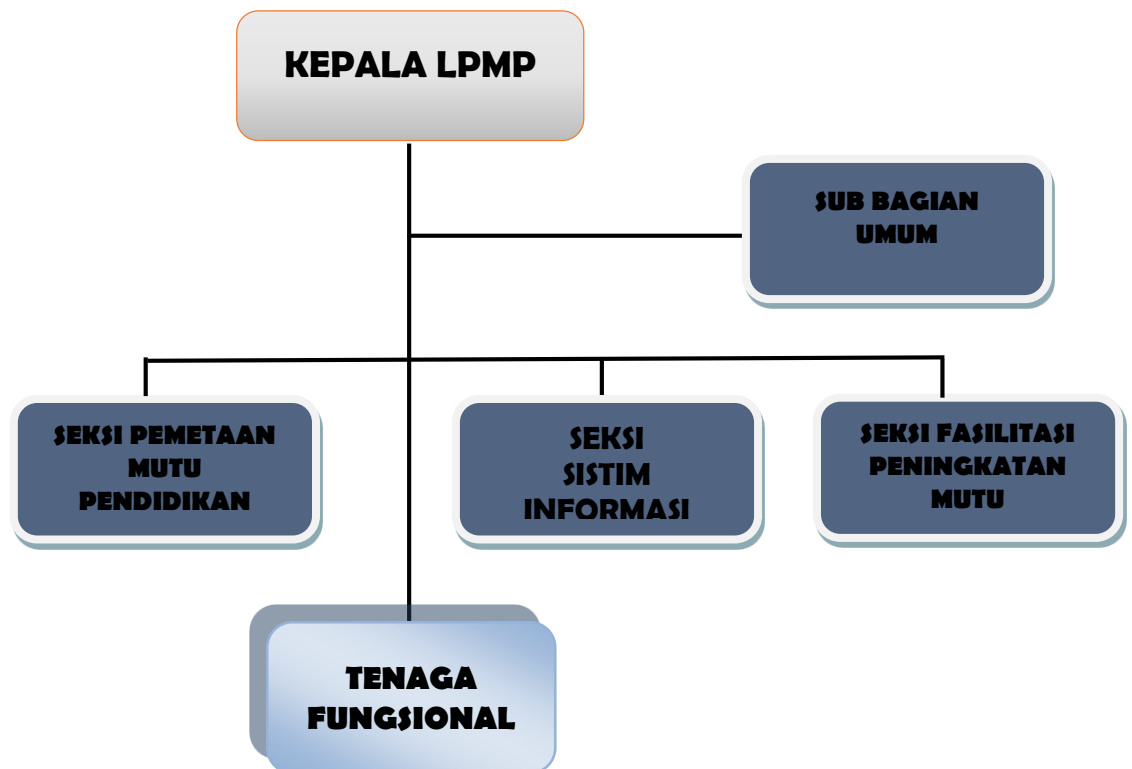 KEPALA LPMP
SUB BAGIAN
UMUM
SEKSI PEMETAAN
MUTU
PENDIDIKAN
SEKSI
SISTIM
INFORMASI
SEKSI FASILITASI
PENINGKATAN
MUTU
TENAGA
FUNGSIONAL